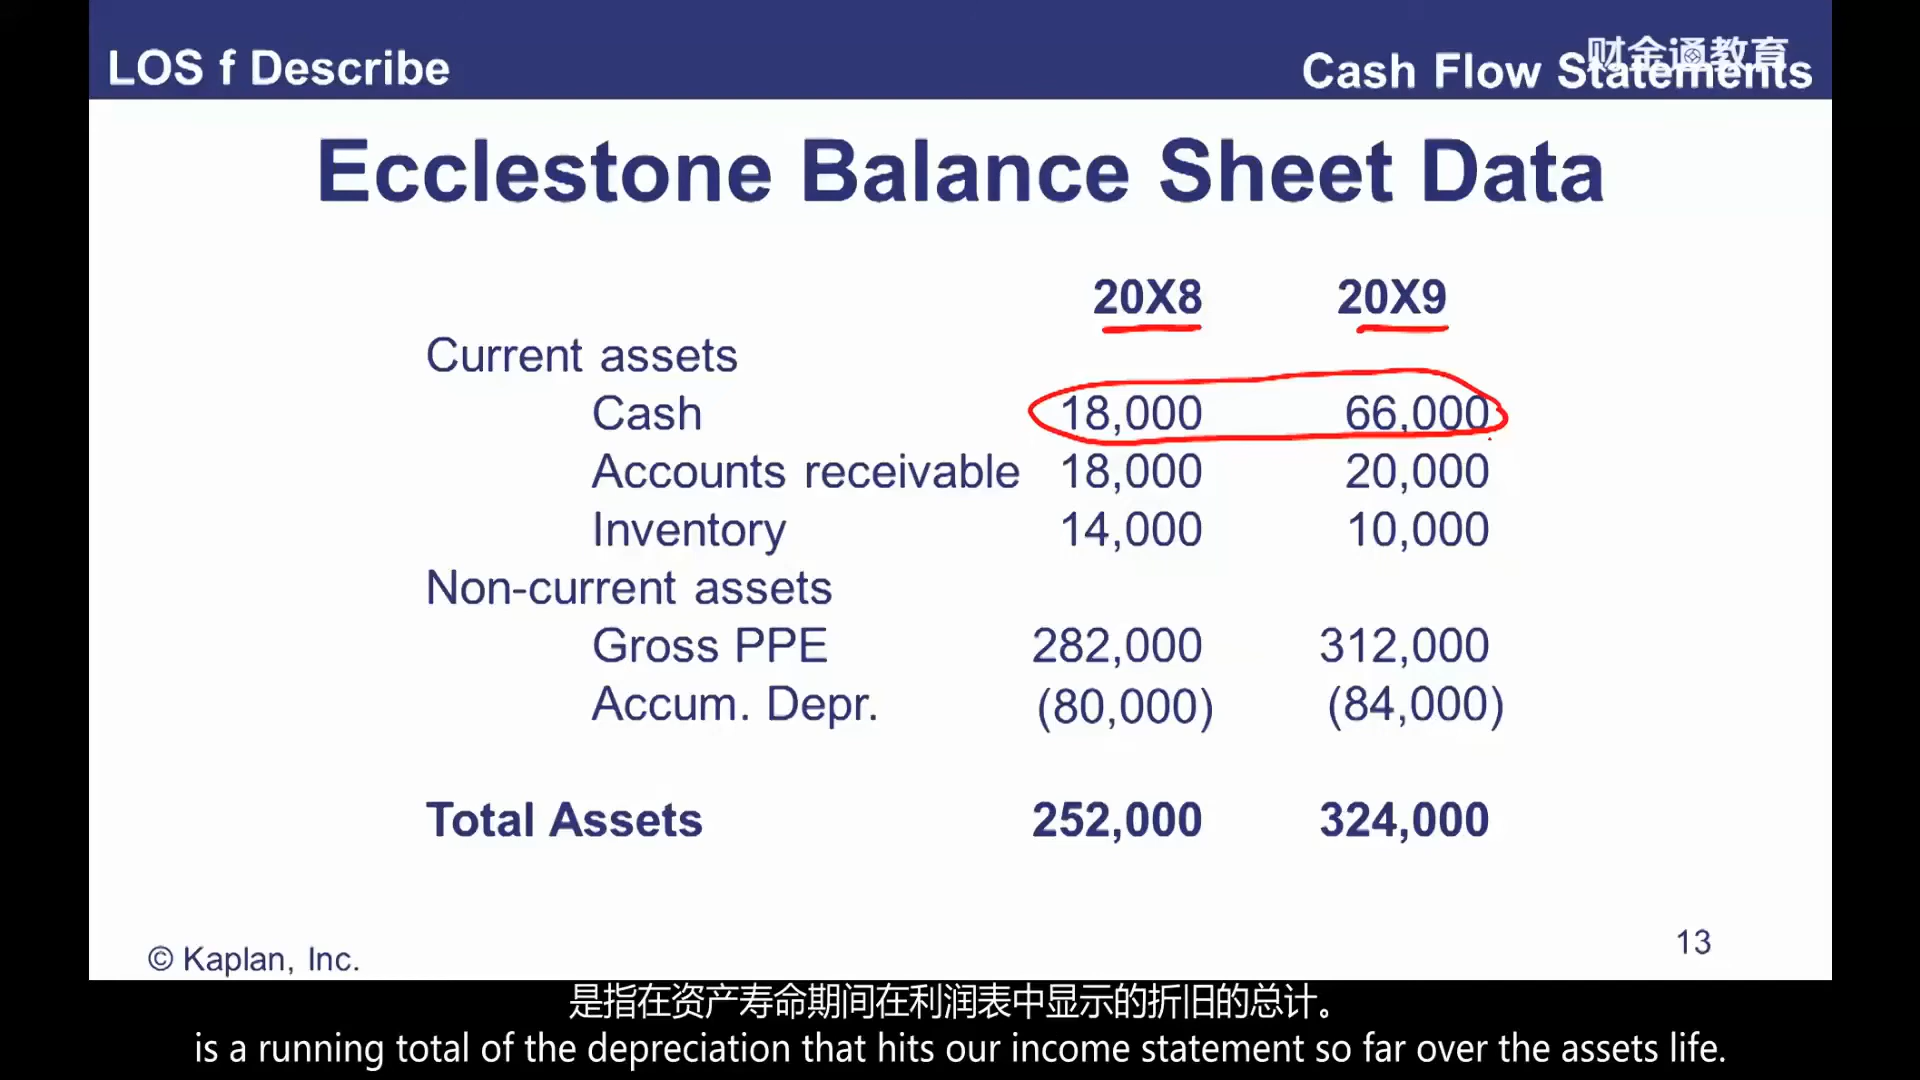 LOS f Describe
Cash Flow Statements
财金通教育
Ecclestone Balance Sheet Data
20X8 20X9
Current assets
Cash 18,000 66,000
Accounts receivable 18,000 20,000
Inventory 14,000 10,000
Non-current assets
Gross PPE 282,000 312,000
Accum. Depr. (80,000) (84,000)
Total Assets 252,000 324,000
© Kaplan, Inc.
13
是指在资产寿命期间在利润表中显示的折旧的总计。
is a running total of the depreciation that hits our income statement so far over the assets life.